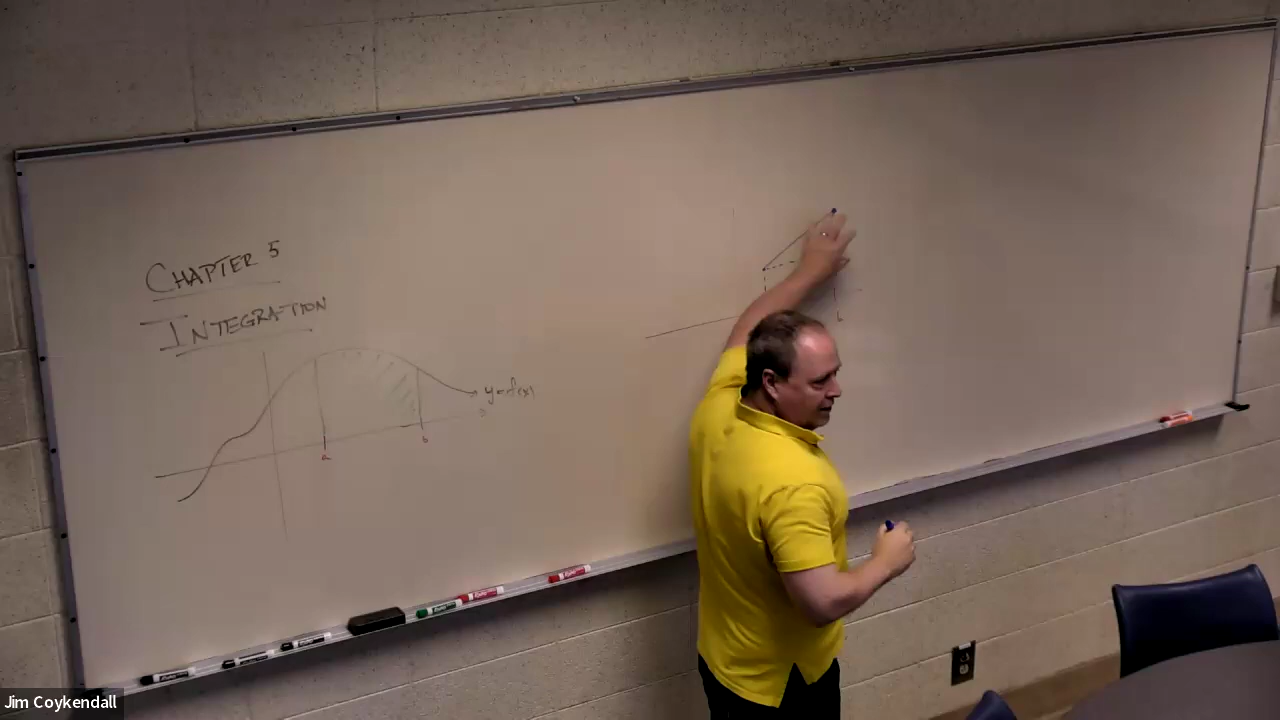 CHAPTER 5
INTEGRATION
y=f(x)
a
b
b
Jim Coykendall